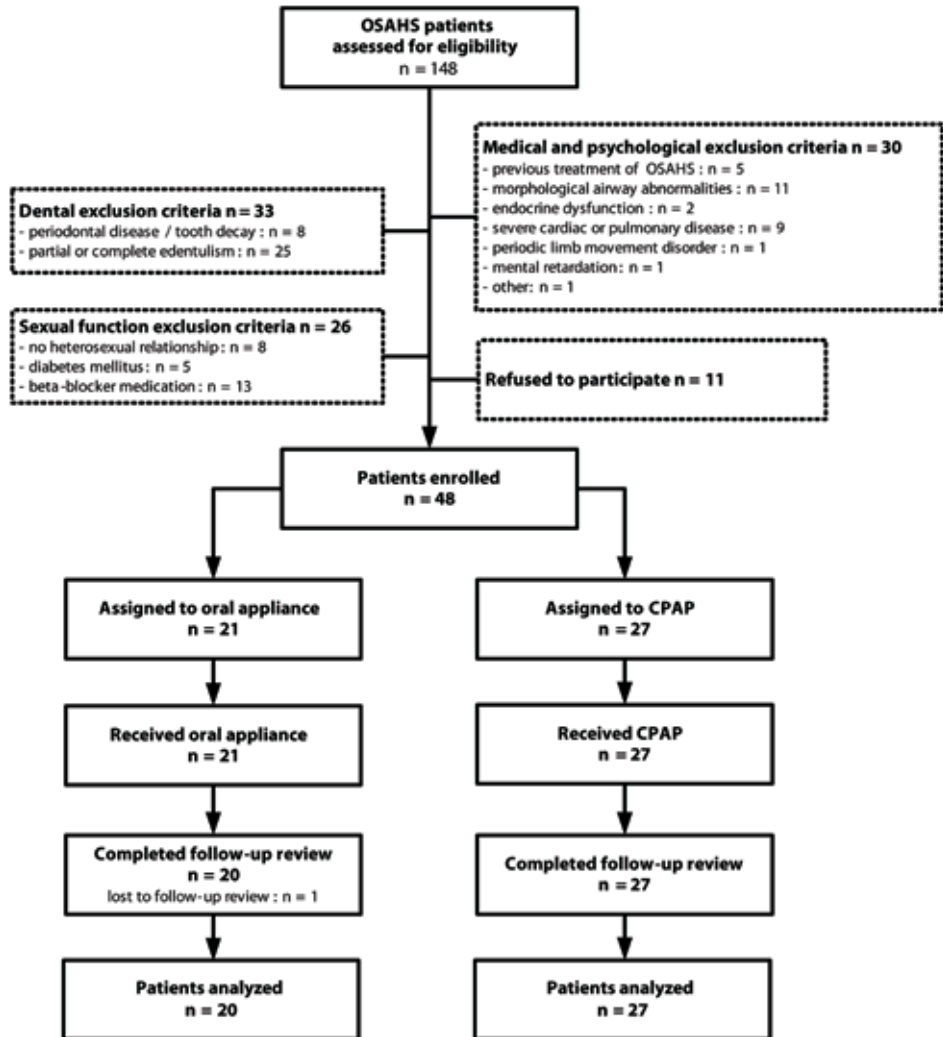 OSAHS patients
assessed for eligibility
n = 148
Medical and psychological exclusion criteria n = 30
- previous treatment of OSAHS : n = 5
- morphological airway abnormalities : n = 11
- endocrine dysfunction : n = 2
- severe cardiac or pulmonary disease : n = 9
- periodic limb movement disorder : n = 1
- mental retardation : n = 1
- other: n = 1
Dental exclusion criteria n = 33
- periodontal disease / tooth decay : n = 8
- partial or complete edentulism : n = 25
Sexual function exclusion criteria n = 26
- no heterosexual relationship : n = 8
- diabetes mellitus : n = 5
- beta-blocker medication : n = 13
Refused to participate n = 11
Patients enrolled
n = 48
Assigned to oral appliance
n = 21
Assigned to CPAP
n = 27
Received oral appliance
n = 21
Received CPAP
n = 27
Completed follow-up review
n = 20
lost to follow-up review : n = 1
Completed follow-up review
n = 27
Patients analyzed
n = 20
Patients analyzed
n = 27